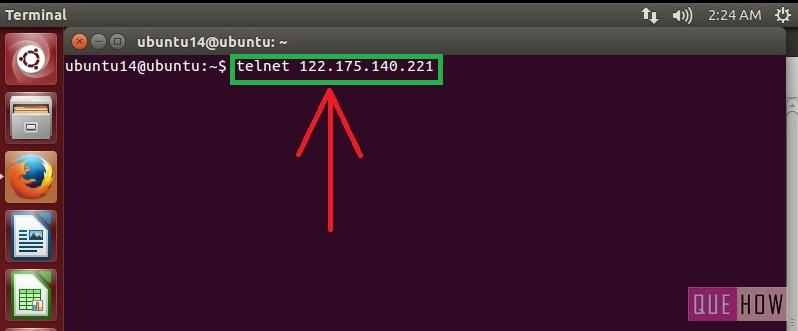 Terminal
2:24 AM
ubuntu14@ubuntu: ~
ubuntu14@ubuntu:~$ telnet 122.175.140.221
QUE HOW